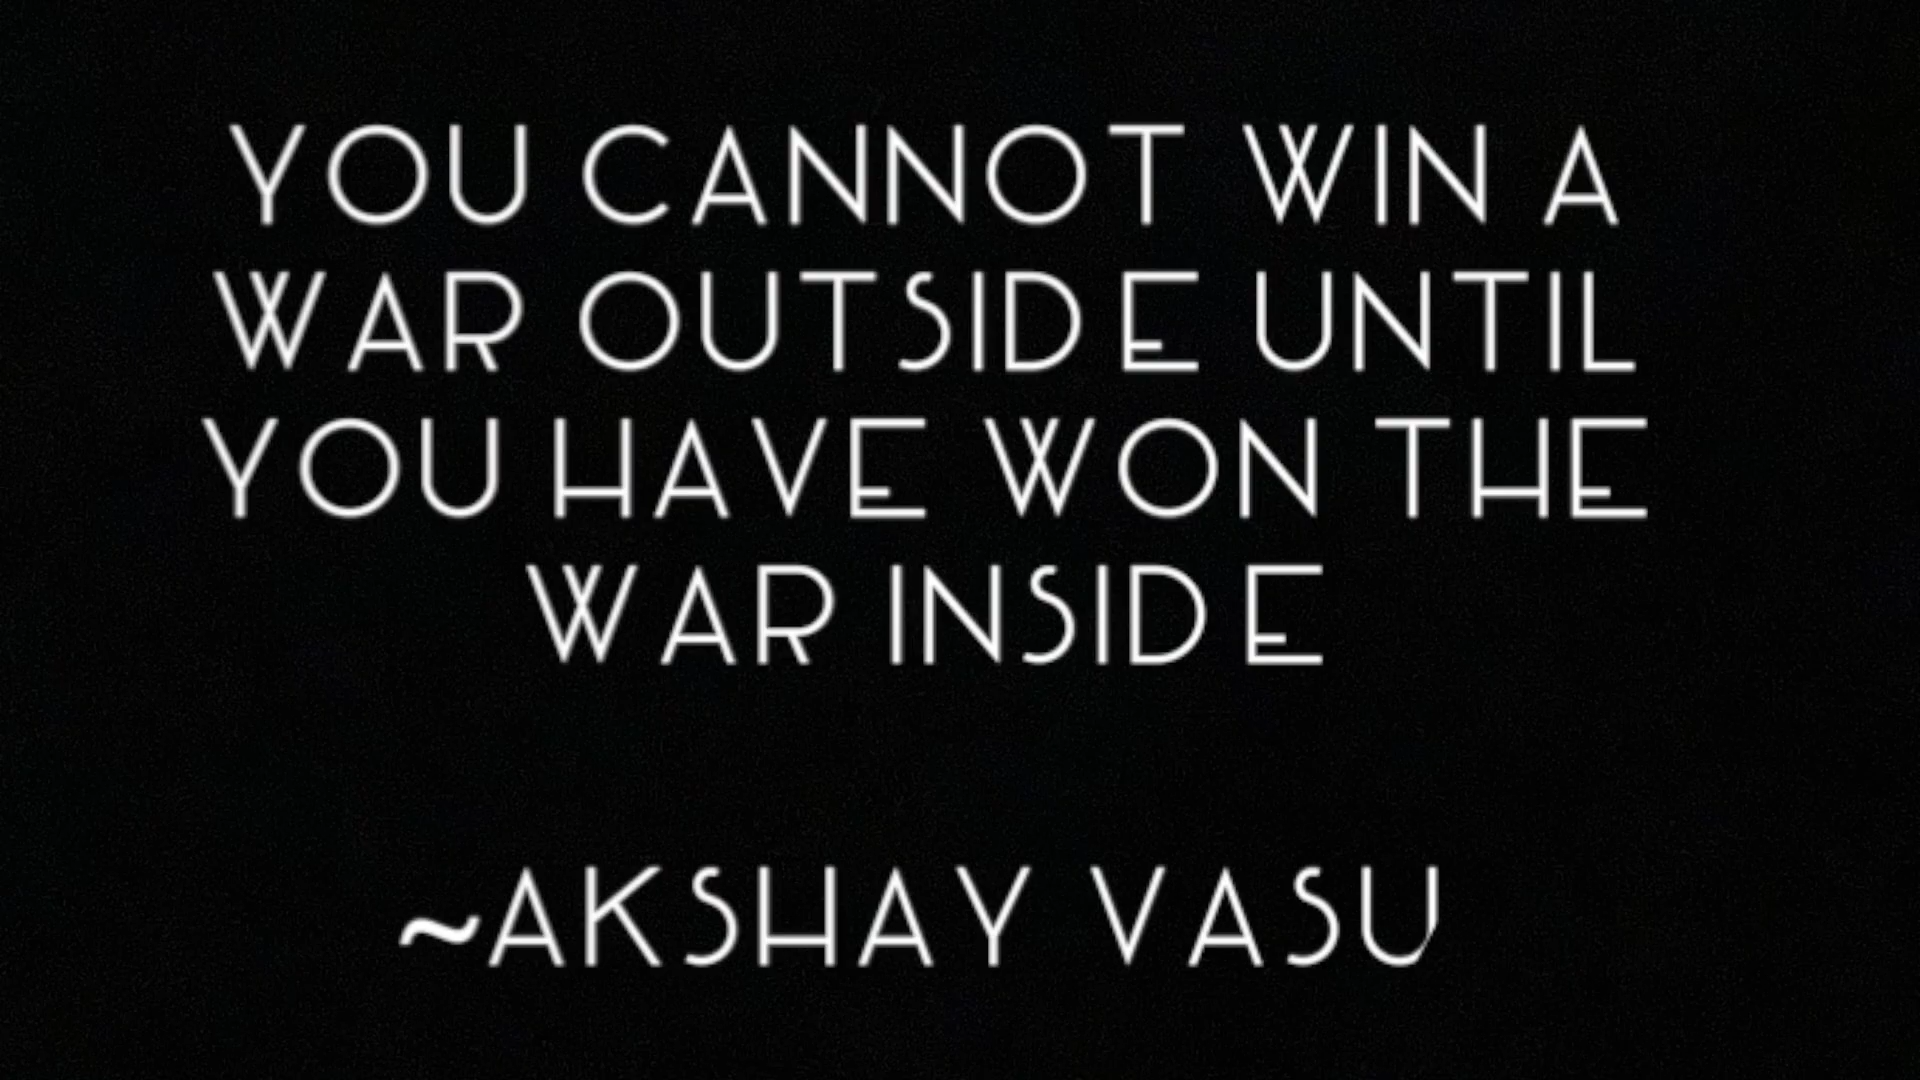 YOU CANNOT WIN A
WAR OUTSIDE UNTIL
YOU HAVE WON THE
WAR INSIDE
~AKSHAY VASU